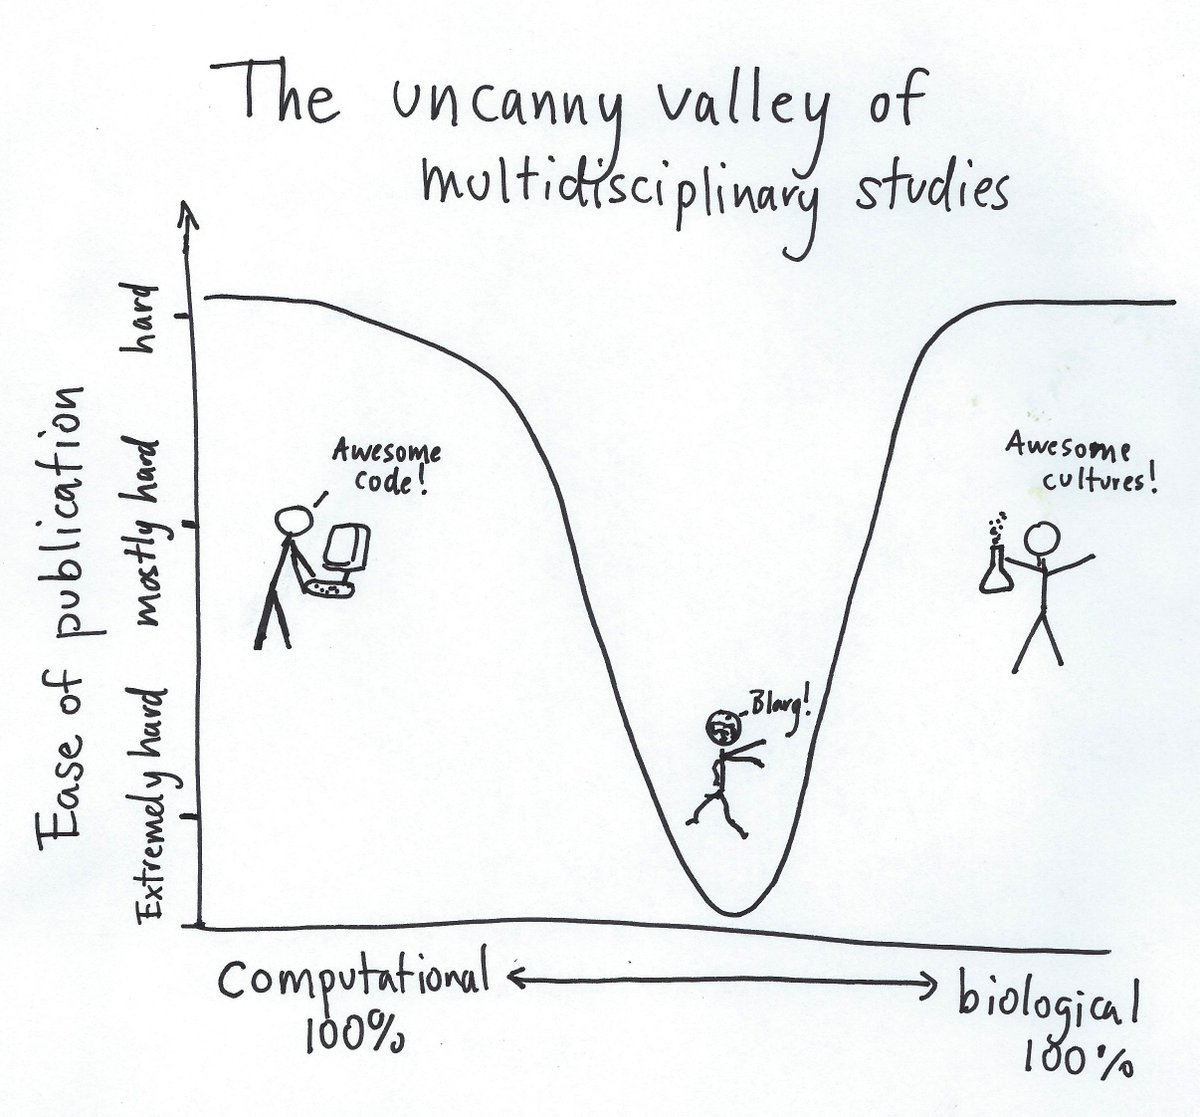 The uncanny valley of
multidisciplinary studies
Ease of publication
hard
mostly hard
Extremely hard
Awesome
code!
Blarg!
Awesome
cultures!
computational
100%
biological
100%